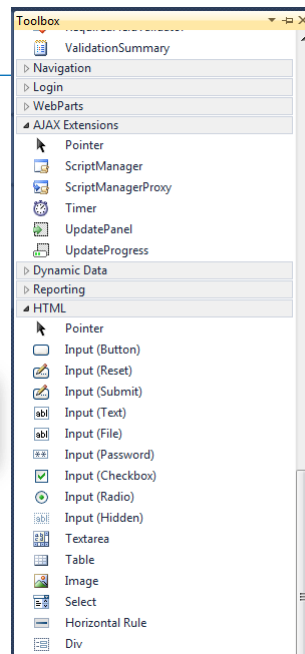 Toolbox
ValidationSummary
Navigation
Login
WebParts
AJAX Extensions
Pointer
ScriptManager
ScriptManagerProxy
Timer
UpdatePanel
UpdateProgress
Dynamic Data
Reporting
HTML
Pointer
Input (Button)
Input (Reset)
Input (Submit)
Input (Text)
Input (File)
Input (Password)
Input (Checkbox)
Input (Radio)
Input (Hidden)
Textarea
Table
Image
Select
Horizontal Rule
Div